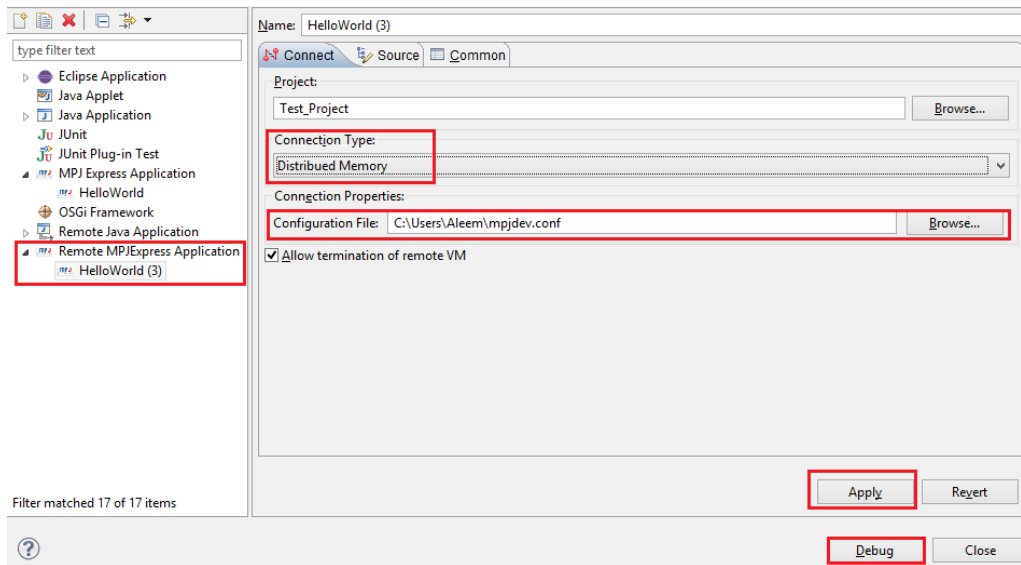 type filter text
Eclipse Application
Java Applet
Java Application
Ju JUnit
JUnit Plug-in Test
MPJ Express Application
HelloWorld
OSGi Framework
Remote Java Application
Remote MPJExpress Application
HelloWorld (3)
Filter matched 17 of 17 items
Name: HelloWorld (3)
Connect Source Common
Project:
Test_Project Browse...
Connection Type:
Distribued Memory
Connection Properties:
Configuration File: C:\Users\Aleem\mpjdev.conf Browse...
Allow termination of remote VM
Apply Revert
? Debug Close